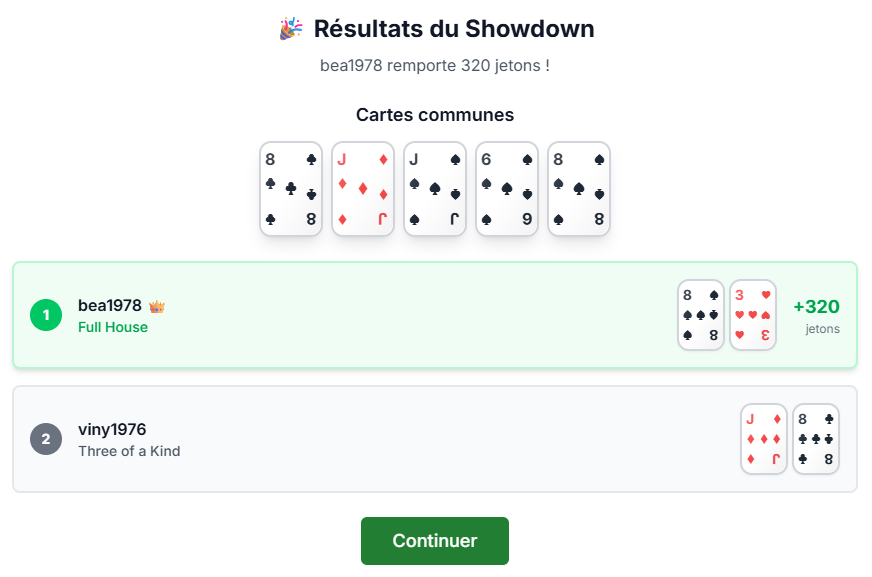 🎉 Résultats du Showdown
bea1978 remporte 320 jetons !
Cartes communes
8 J J 6 8
8 J J 6 8
1 bea1978 👑
Full House
8 3
8 3
+320
jetons
2 viny1976
Three of a Kind
J 8
J 8
Continuer